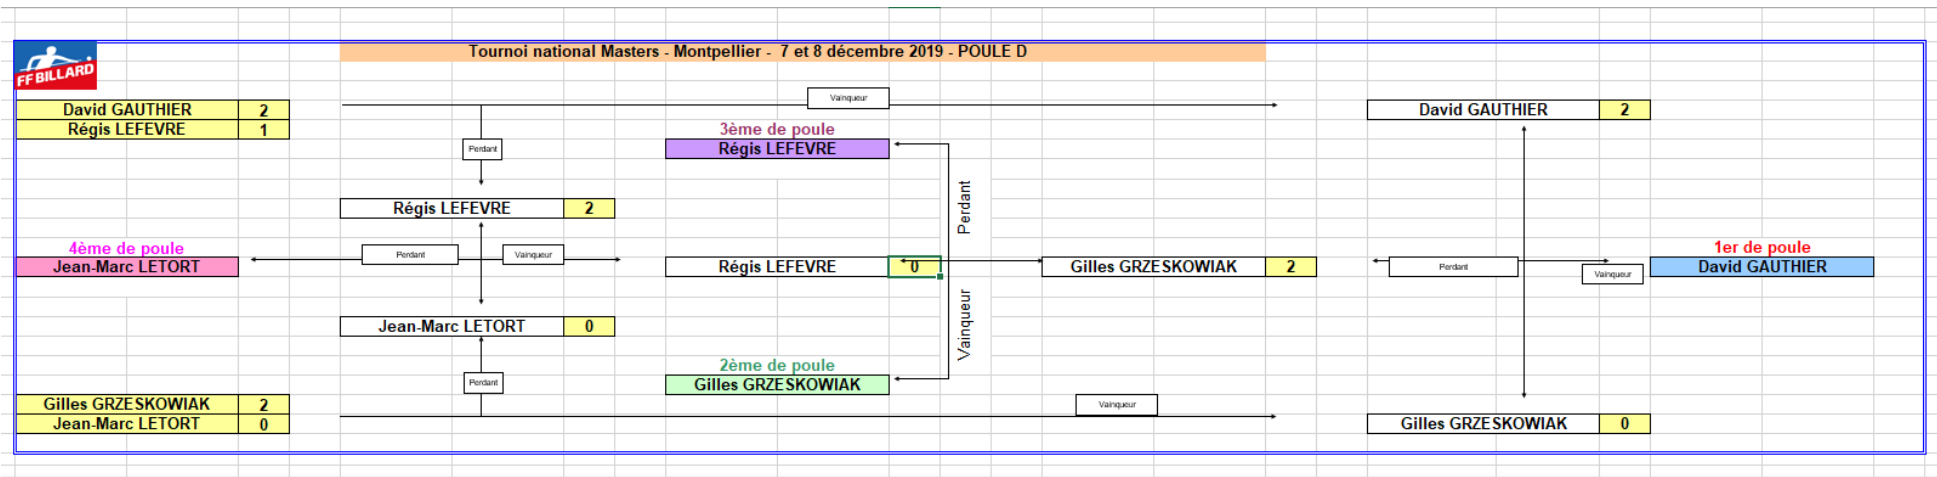 Tournoi national Masters - Montpellier - 7 et 8 décembre 2019 - POULE D
FF BILLARD
Vainqueur
David GAUTHIER 2
Régis LEFEVRE 1
David GAUTHIER 2
3ème de poule
Régis LEFEVRE
Perdant
Perdant
Régis LEFEVRE 2
4ème de poule
Jean-Marc LETORT
Perdant
Vainqueur
Régis LEFEVRE 0
Gilles GRZESKOWIAK 2
Perdant
Vainqueur
1er de poule
David GAUTHIER
Vainqueur
Jean-Marc LETORT 0
2ème de poule
Gilles GRZESKOWIAK
Perdant
Vainqueur
Gilles GRZESKOWIAK 2
Jean-Marc LETORT 0
Gilles GRZESKOWIAK 0